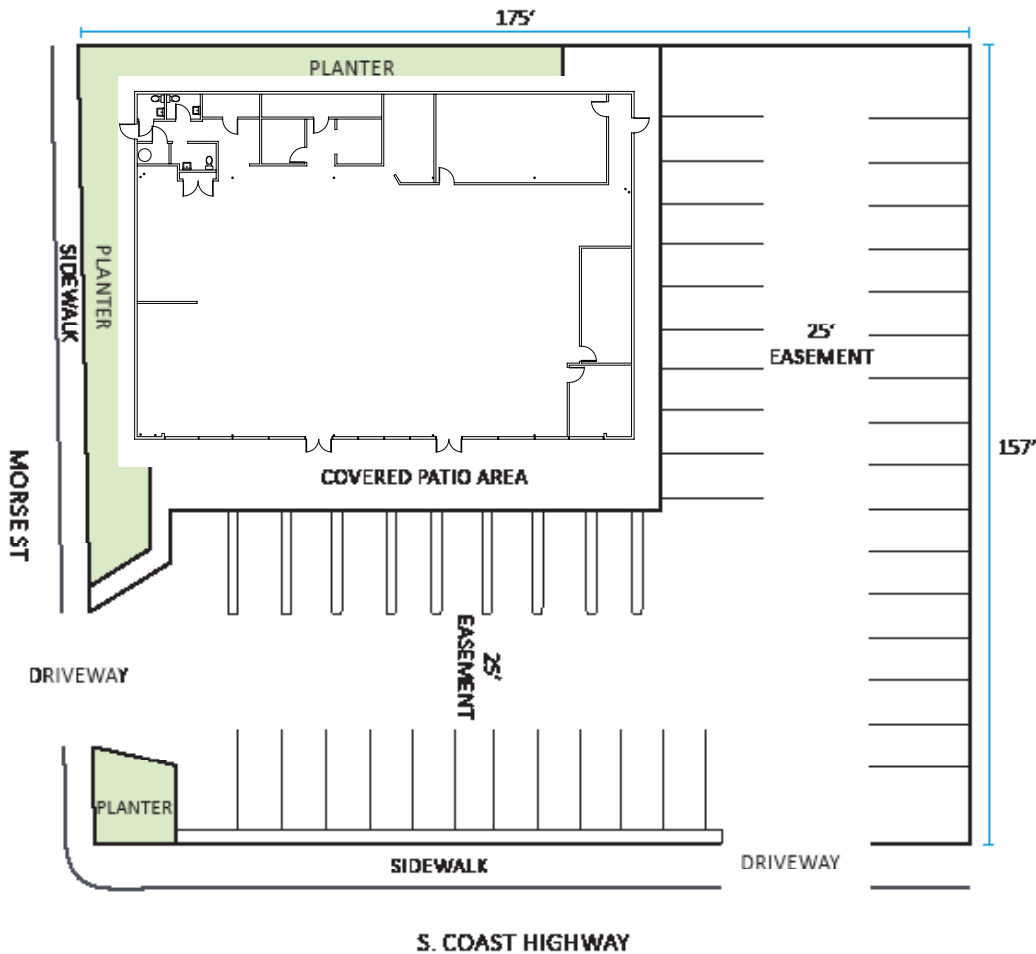 175'
PLANTER
SIDEWALK
PLANTER
25'
EASEMENT
157'
MORSE ST
COVERED PATIO AREA
25'
EASEMENT
DRIVEWAY
PLANTER
SIDEWALK
DRIVEWAY
S. COAST HIGHWAY